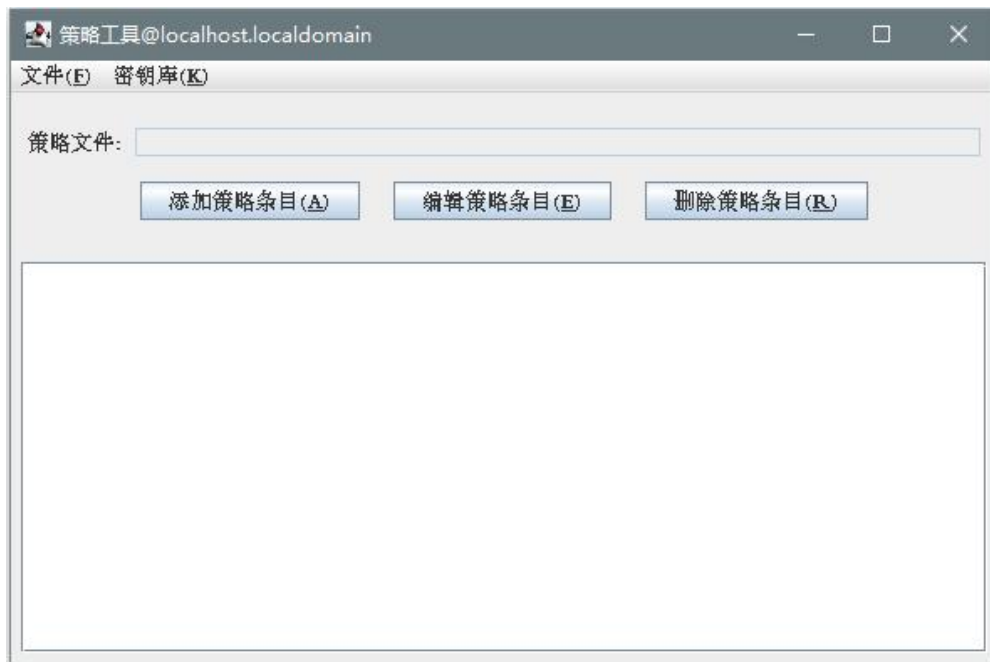 策略工具@localhost.localdomain
文件(F) 密钥库(K)
策略文件:
添加策略条目(A) 编辑策略条目(E) 删除策略条目(R)